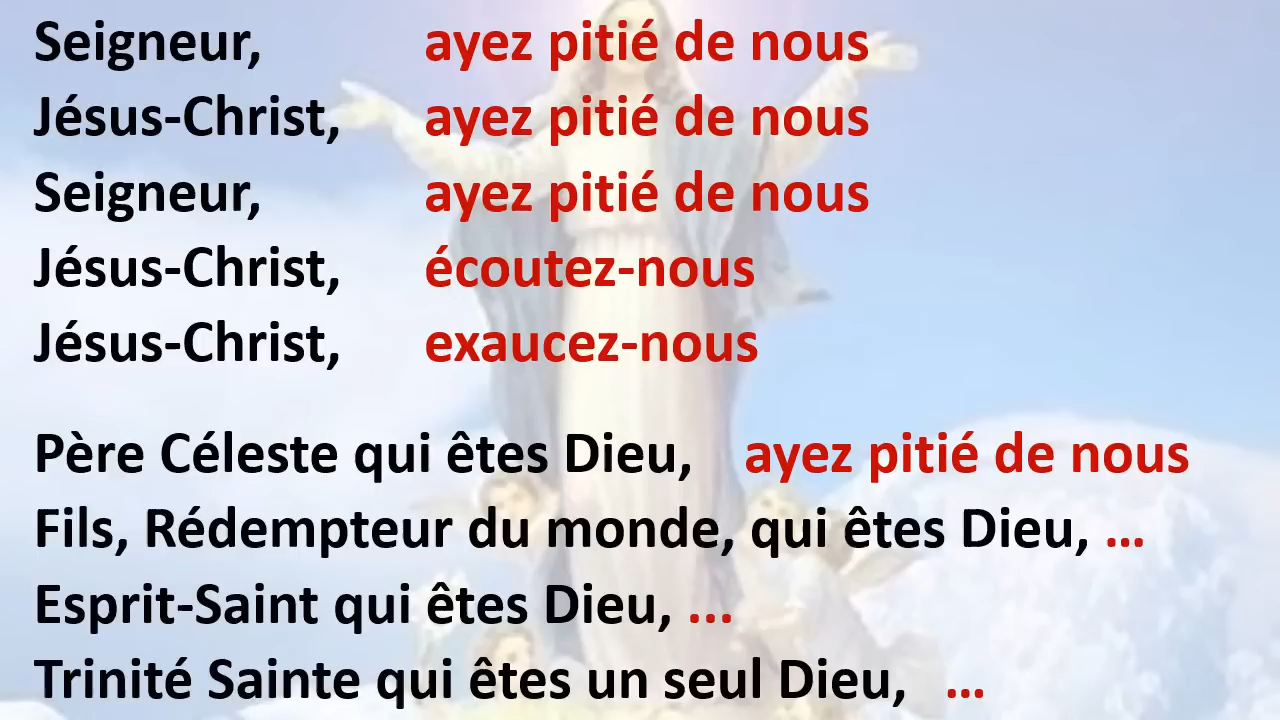 Seigneur, ayez pitié de nous
Jésus-Christ, ayez pitié de nous
Seigneur, ayez pitié de nous
Jésus-Christ, écoutez-nous
Jésus-Christ, exaucez-nous
Père Céleste qui êtes Dieu, ayez pitié de nous
Fils, Rédempteur du monde, qui êtes Dieu, …
Esprit-Saint qui êtes Dieu, ...
Trinité Sainte qui êtes un seul Dieu, …